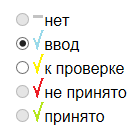 нет
ввод
к проверке
не принято
принято